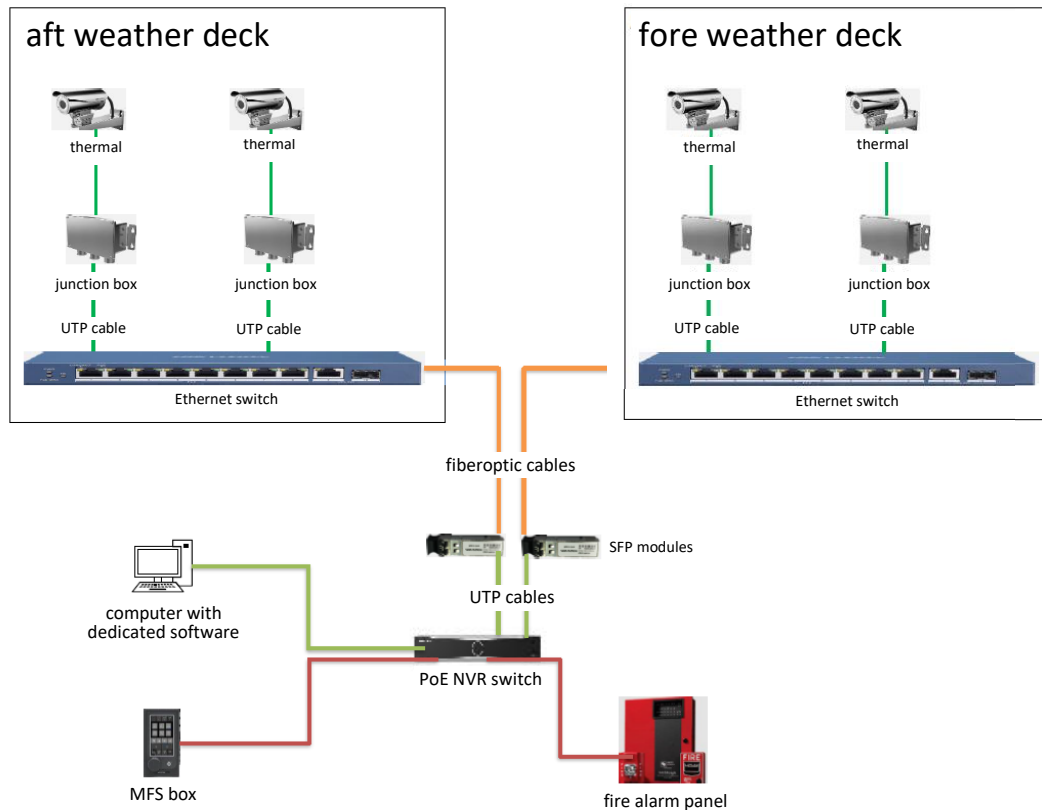 aft weather deck
fore weather deck
thermal
thermal
thermal
thermal
junction box
junction box
junction box
junction box
UTP cable
UTP cable
UTP cable
UTP cable
Ethernet switch
Ethernet switch
fiberoptic cables
SFP modules
UTP cables
computer with
dedicated software
PoE NVR switch
FIRE
MFS box
fire alarm panel